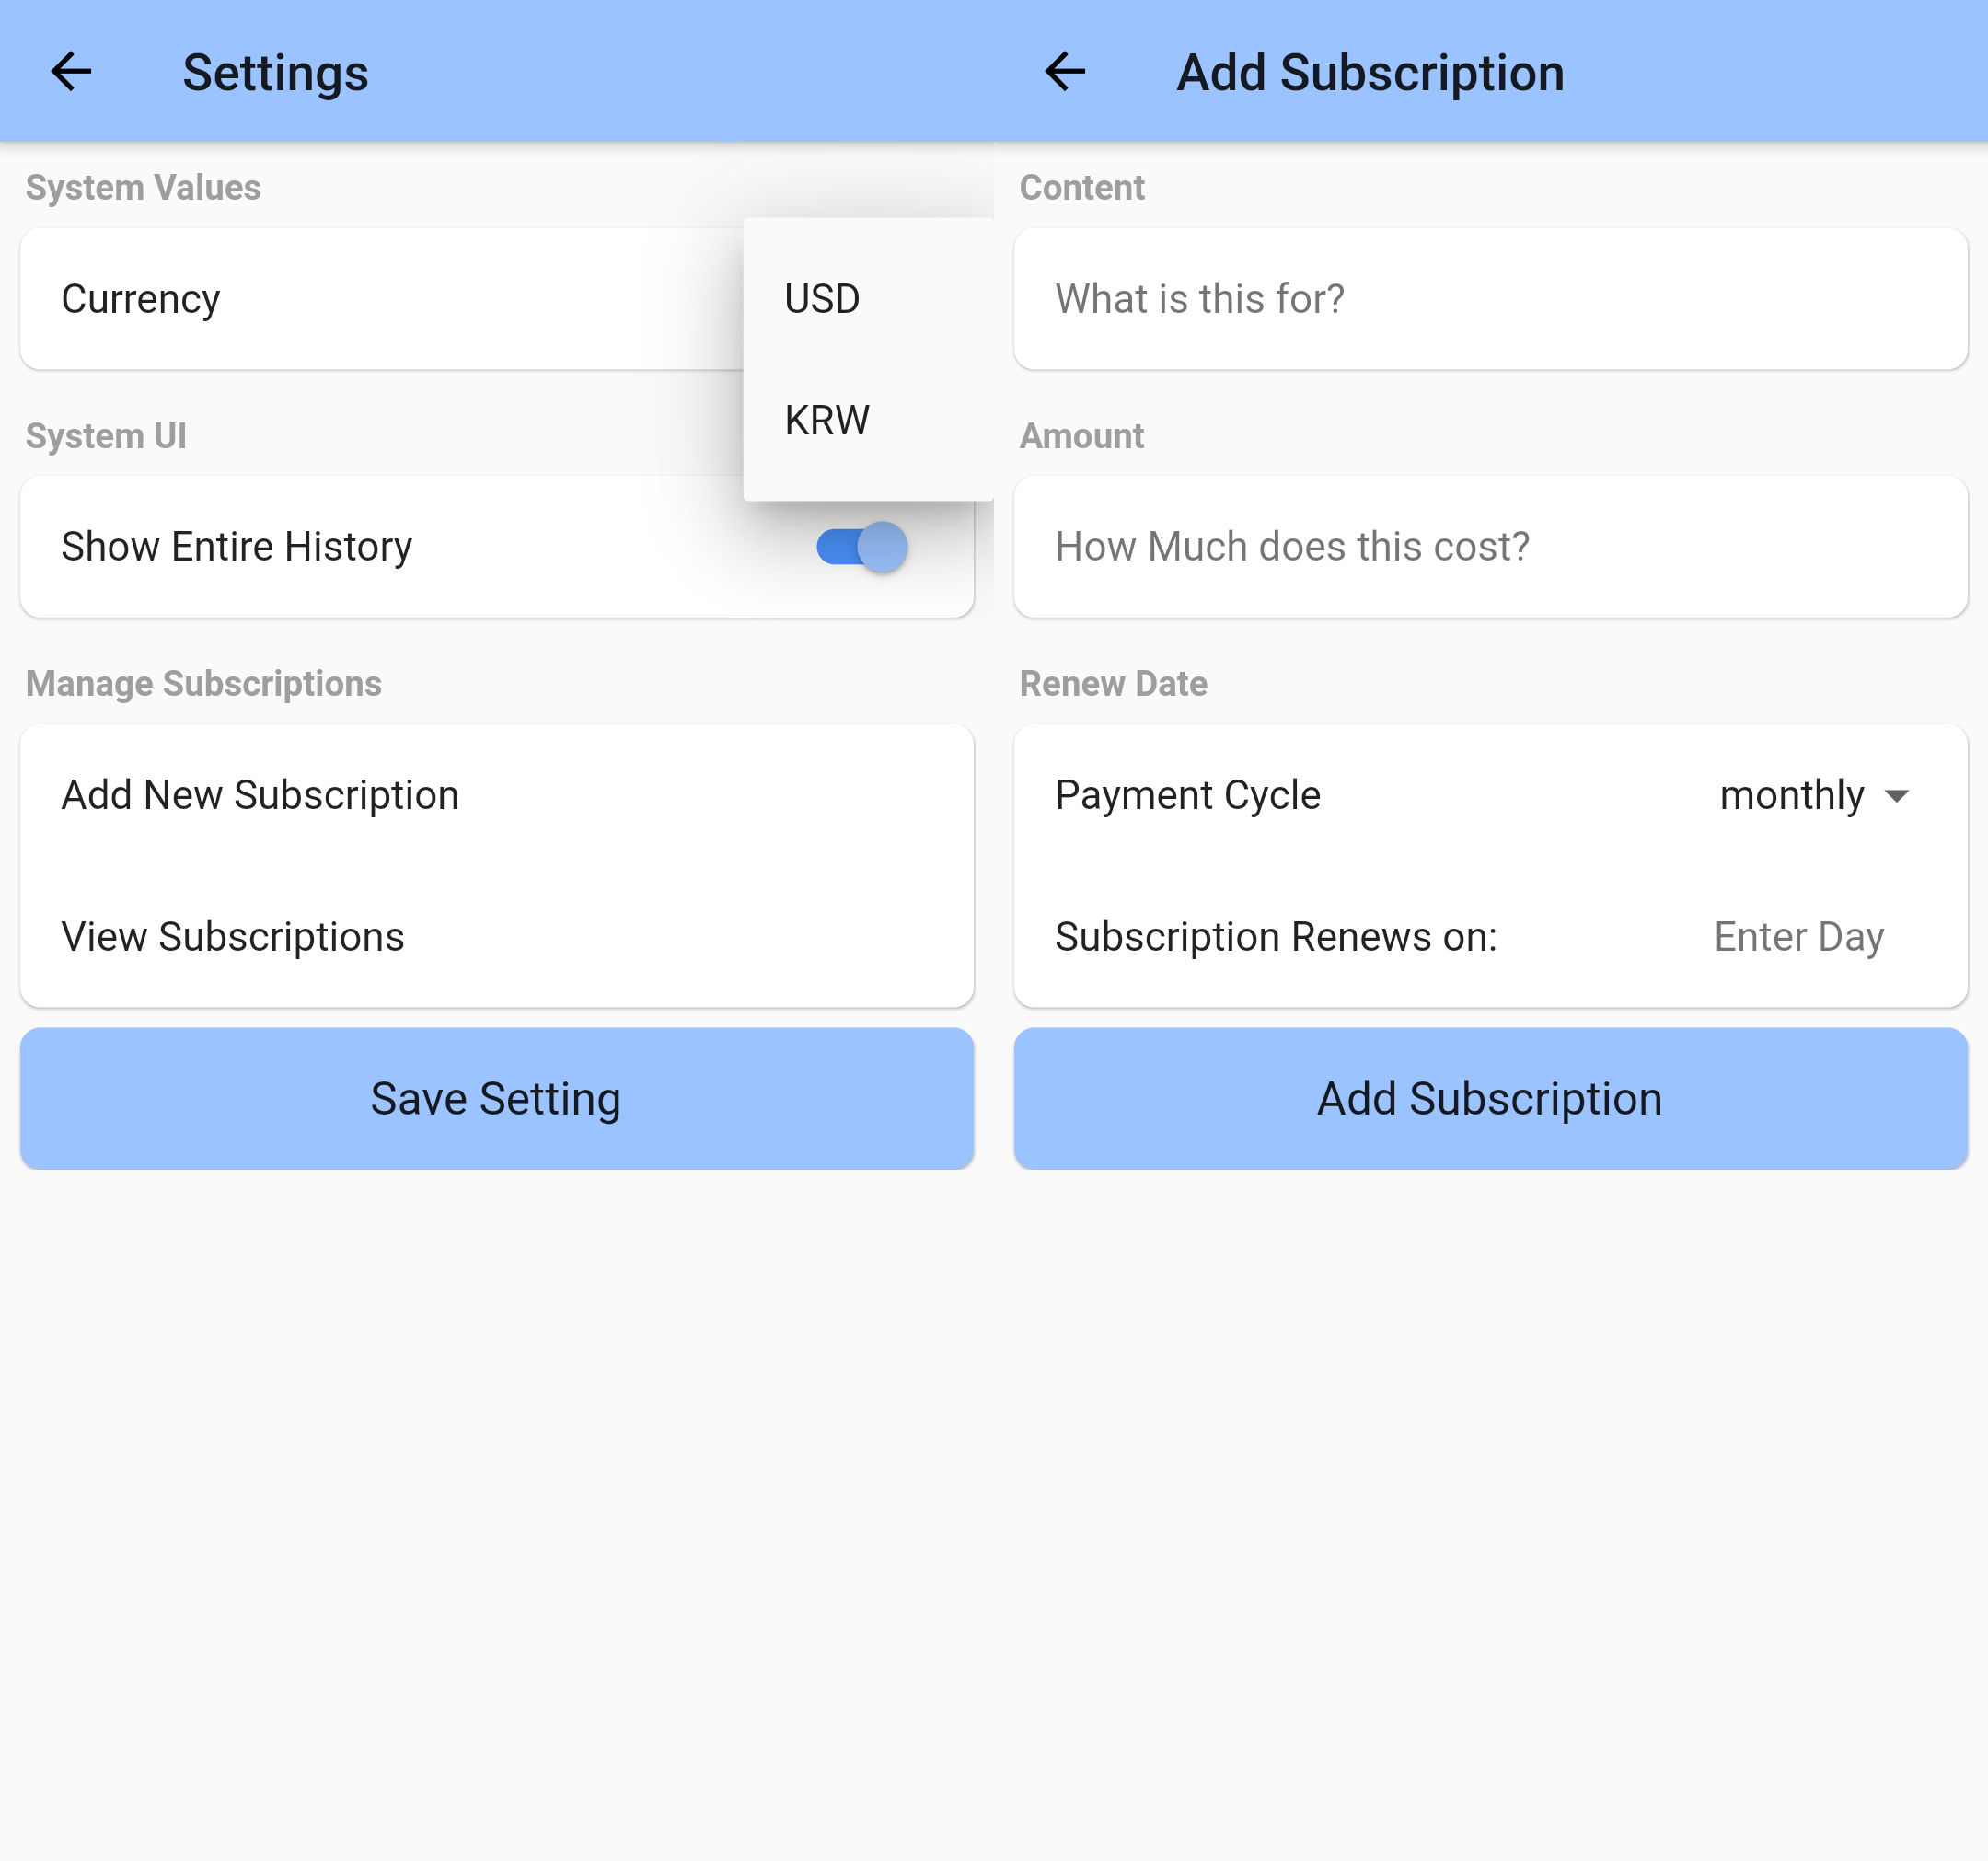 Settings
System Values
Currency
USD
KRW
System UI
Show Entire History
Manage Subscriptions
Add New Subscription
View Subscriptions
Save Setting
Add Subscription
Content
What is this for?
Amount
How Much does this cost?
Renew Date
Payment Cycle monthly
Subscription Renews on: Enter Day
Add Subscription